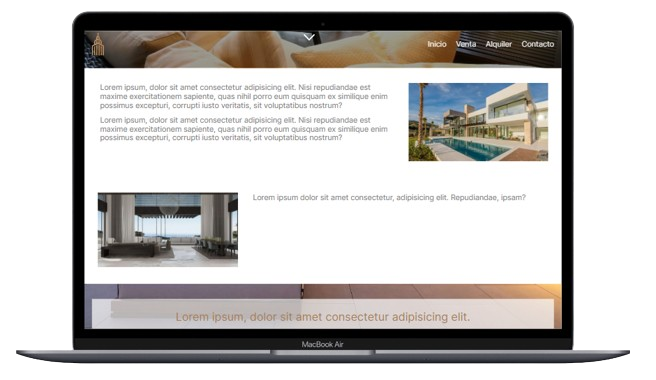 Inicio Venta Alquiler Contacto
Lorem ipsum dolor sit amet consectetur adipisicing elit. Nisi repudiandae est
maxime exercitationem sapiente, quas nihil porro eum quisquam ex similique enim
possimus excepturi, corrupti iusto veritatis, sit voluptatibus nostrum?
Lorem ipsum dolor sit amet consectetur adipisicing elit. Nisi repudiandae est
maxime exercitationem sapiente, quas nihil porro eum quisquam ex similique enim
possimus excepturi, corrupti iusto veritatis, sit voluptatibus nostrum?
Lorem ipsum dolor sit amet consectetur, adipisicing elit. Repudiandae, ipsam?
Lorem ipsum, dolor sit amet consectetur adipisicing elit.
MacBook Air